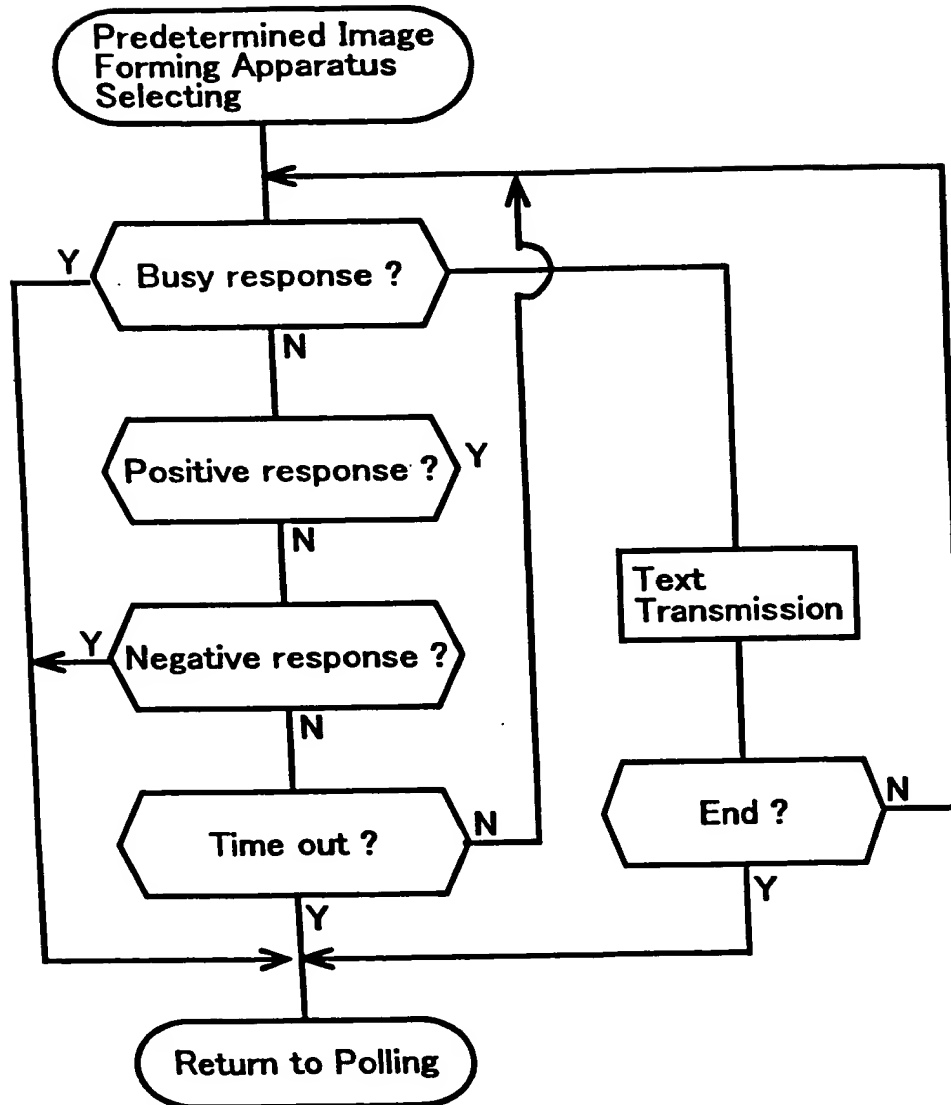 Predetermined Image
Forming Apparatus
Selecting
Y
Busy response ?
N
Positive response ?
Y
N
Y
Negative response ?
N
Text
Transmission
Time out ?
N
End ?
N
Y
Y
Return to Polling